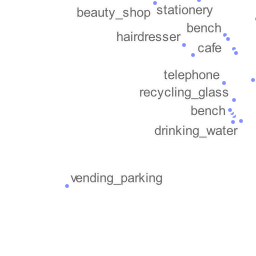 beauty_shop
stationery
bench
hairdresser
cafe
telephone
recycling_glass
bench
drinking_water
vending_parking